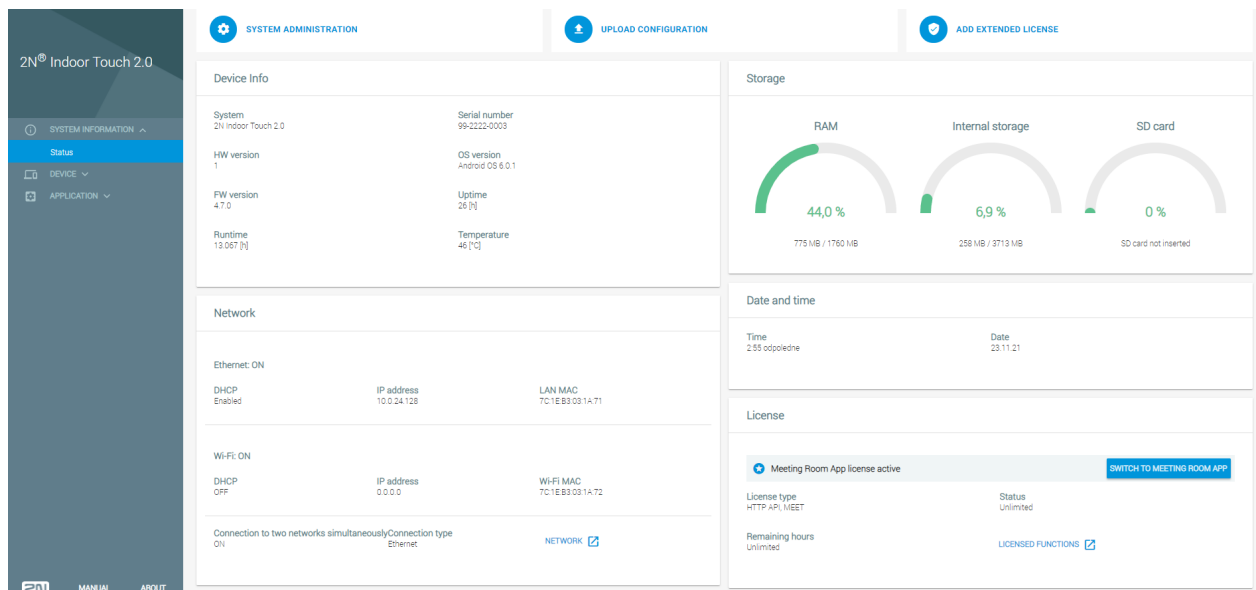 2N® Indoor Touch 2.0
SYSTEM INFORMATION
Status
DEVICE
APPLICATION
2N MANUAL ABOUT
SYSTEM ADMINISTRATION
UPLOAD CONFIGURATION
ADD EXTENDED LICENSE
Device Info
System Serial number
2N Indoor Touch 2.0 99-2222-0003
HW version OS version
1 Android OS 6.0.1
FW version Uptime
4.7.0 26 [h]
Runtime Temperature
13.067 [h] 46 [°C]
Network
Ethernet: ON
DHCP IP address LAN MAC
Enabled 10.0.24.128 7C:1E:B3:03:1A:71
Wi-Fi: ON
DHCP IP address Wi-Fi MAC
OFF 0.0.0.0 7C:1E:B3:03:1A:72
Connection to two networks simultaneously Connection type
ON Ethernet
NETWORK
Storage
RAM Internal storage SD card
44,0 % 6,9 % 0 %
775 MB / 1760 MB 258 MB / 3713 MB SD card not inserted
Date and time
Time Date
2:55 odpoledne 23.11.21
License
Meeting Room App license active SWITCH TO MEETING ROOM APP
License type Status
HTTP API, MEET Unlimited
Remaining hours
Unlimited
LICENSED FUNCTIONS